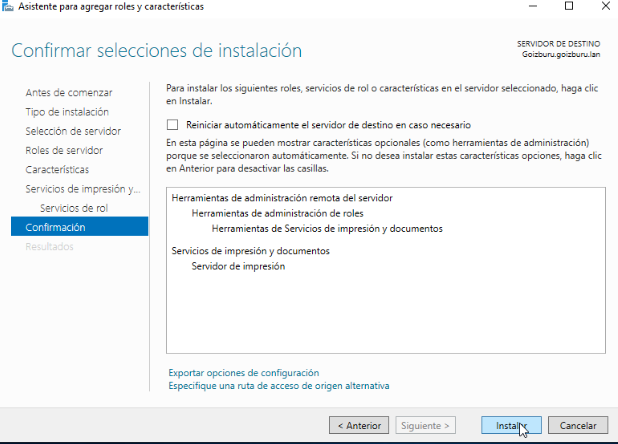 Asistente para agregar roles y características
Confirmar selecciones de instalación
SERVIDOR DE DESTINO
Goizburu.goizburu.lan
Antes de comenzar
Tipo de instalación
Selección de servidor
Roles de servidor
Características
Servicios de impresión y...
Servicios de rol
Confirmación
Resultados
Para instalar los siguientes roles, servicios de rol o características en el servidor seleccionado, haga clic
en Instalar.
Reiniciar automáticamente el servidor de destino en caso necesario
En esta página se pueden mostrar características opcionales (como herramientas de administración)
porque se seleccionaron automáticamente. Si no desea instalar estas características opciones, haga clic
en Anterior para desactivar las casillas.
Herramientas de administración remota del servidor
Herramientas de administración de roles
Herramientas de Servicios de impresión y documentos
Servicios de impresión y documentos
Servidor de impresión
Exportar opciones de configuración
Especifique una ruta de acceso de origen alternativa
< Anterior
Siguiente >
Instalar
Cancelar